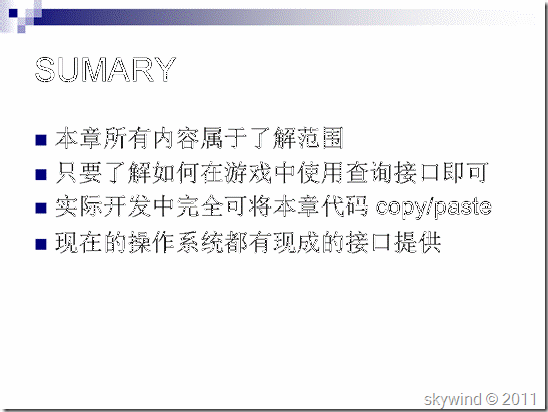 SUMARY
本章所有内容属于了解范围
只要了解如何在游戏中使用查询接口即可
实际开发中完全可将本章代码 copy/paste
现在的操作系统都有现成的接口提供
skywind © 2011